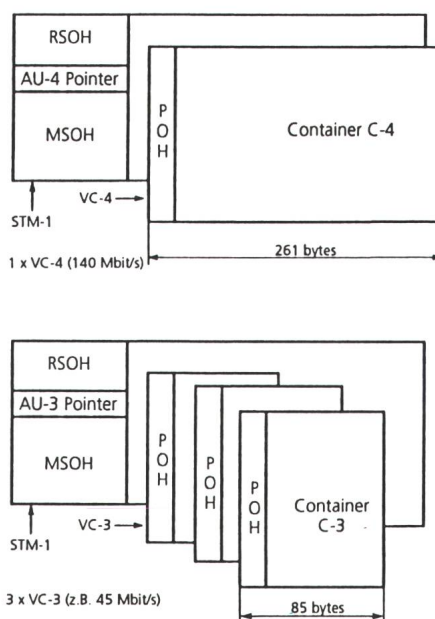 RSOH
AU-4 Pointer
MSOH
P
O
H
Container C-4
VC-4
STM-1
1 x VC-4 (140 Mbit/s)
261 bytes
RSOH
AU-3 Pointer
MSOH
P
O
H
P
O
H
P
O
H
Container
C-3
VC-3
STM-1
3 x VC-3 (z.B. 45 Mbit/s)
85 bytes